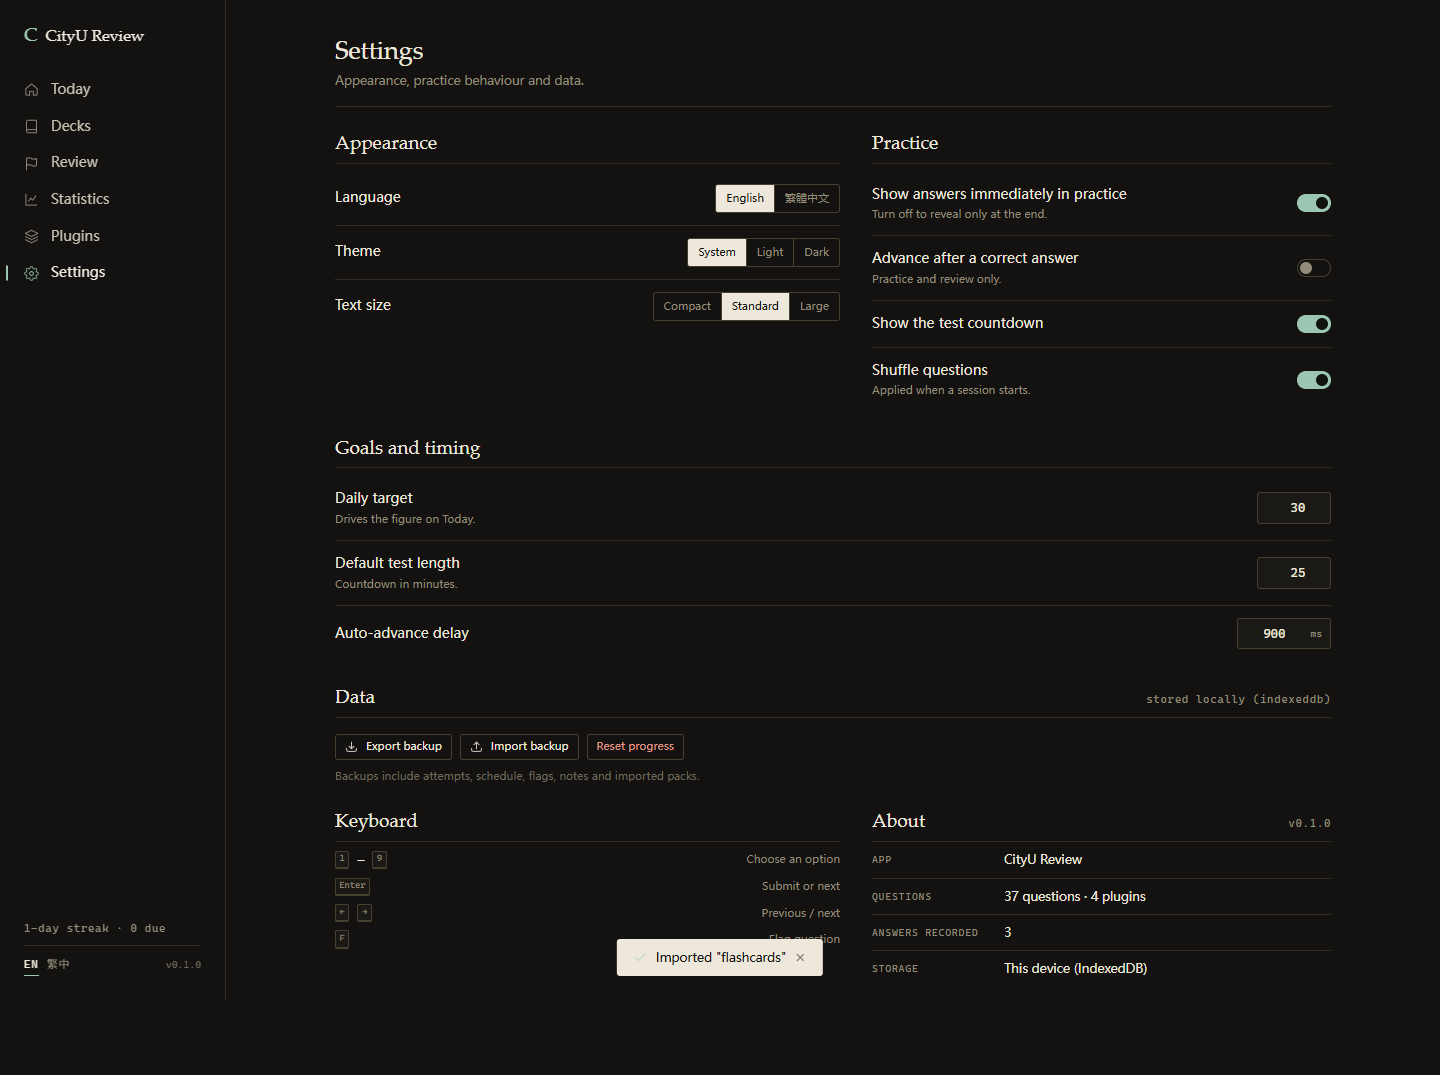 C CityU Review
Today
Decks
Review
Statistics
Plugins
Settings
1-day streak · 0 due
EN 繁中 v0.1.0
Settings
Appearance, practice behaviour and data.
Appearance
Language English 繁體中文
Theme System Light Dark
Text size Compact Standard Large
Practice
Show answers immediately in practice
Turn off to reveal only at the end.
Advance after a correct answer
Practice and review only.
Show the test countdown
Shuffle questions
Applied when a session starts.
Goals and timing
Daily target 30
Drives the figure on Today.
Default test length 25
Countdown in minutes.
Auto-advance delay 900 ms
Data stored locally (indexeddb)
Export backup Import backup Reset progress
Backups include attempts, schedule, flags, notes and imported packs.
Keyboard
1 – 9 Choose an option
Enter Submit or next
← → Previous / next
F Flag question
Imported "flashcards" ×
About v0.1.0
APP CityU Review
QUESTIONS 37 questions · 4 plugins
ANSWERS RECORDED 3
STORAGE This device (IndexedDB)